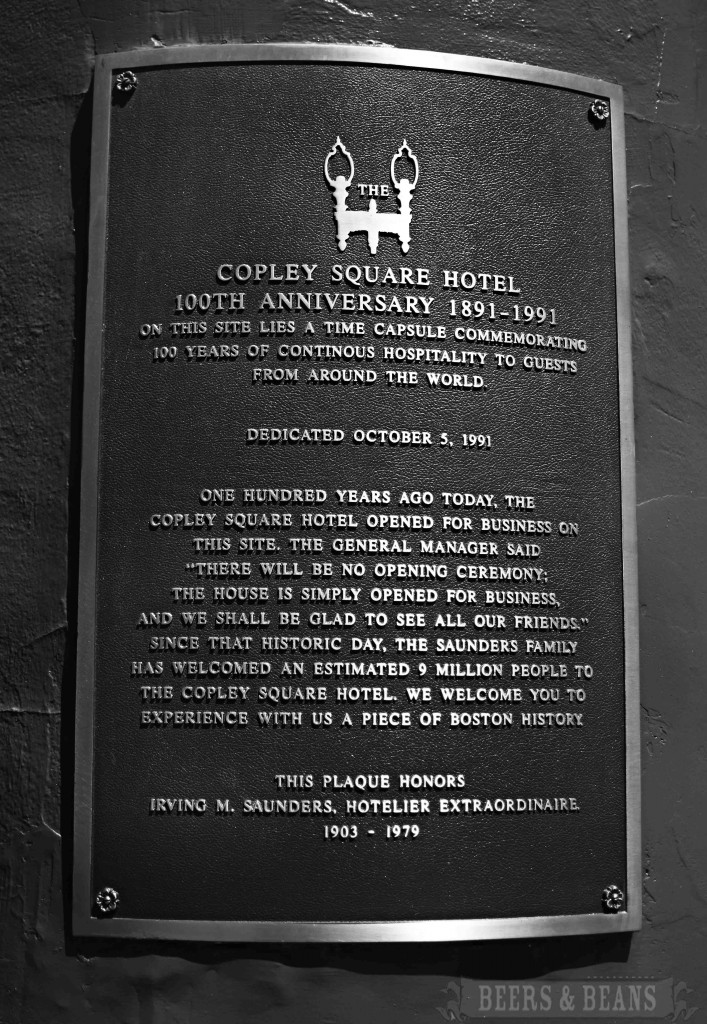 THE
COPLEY SQUARE HOTEL
100TH ANNIVERSARY 1891-1991
ON THIS SITE LIES A TIME CAPSULE COMMEMORATING
100 YEARS OF CONTINOUS HOSPITALITY TO GUESTS
FROM AROUND THE WORLD.
DEDICATED OCTOBER 5, 1991
ONE HUNDRED YEARS AGO TODAY, THE
COPLEY SQUARE HOTEL OPENED FOR BUSINESS ON
THIS SITE. THE GENERAL MANAGER SAID
"THERE WILL BE NO OPENING CEREMONY;
THE HOUSE IS SIMPLY OPENED FOR BUSINESS,
AND WE SHALL BE GLAD TO SEE ALL OUR FRIENDS."
SINCE THAT HISTORIC DAY, THE SAUNDERS FAMILY
HAS WELCOMED AN ESTIMATED 9 MILLION PEOPLE TO
THE COPLEY SQUARE HOTEL. WE WELCOME YOU TO
EXPERIENCE WITH US A PIECE OF BOSTON HISTORY.
THIS PLAQUE HONORS
IRVING M. SAUNDERS, HOTELIER EXTRAORDINAIRE.
1903 - 1979
BEERS & BEANS